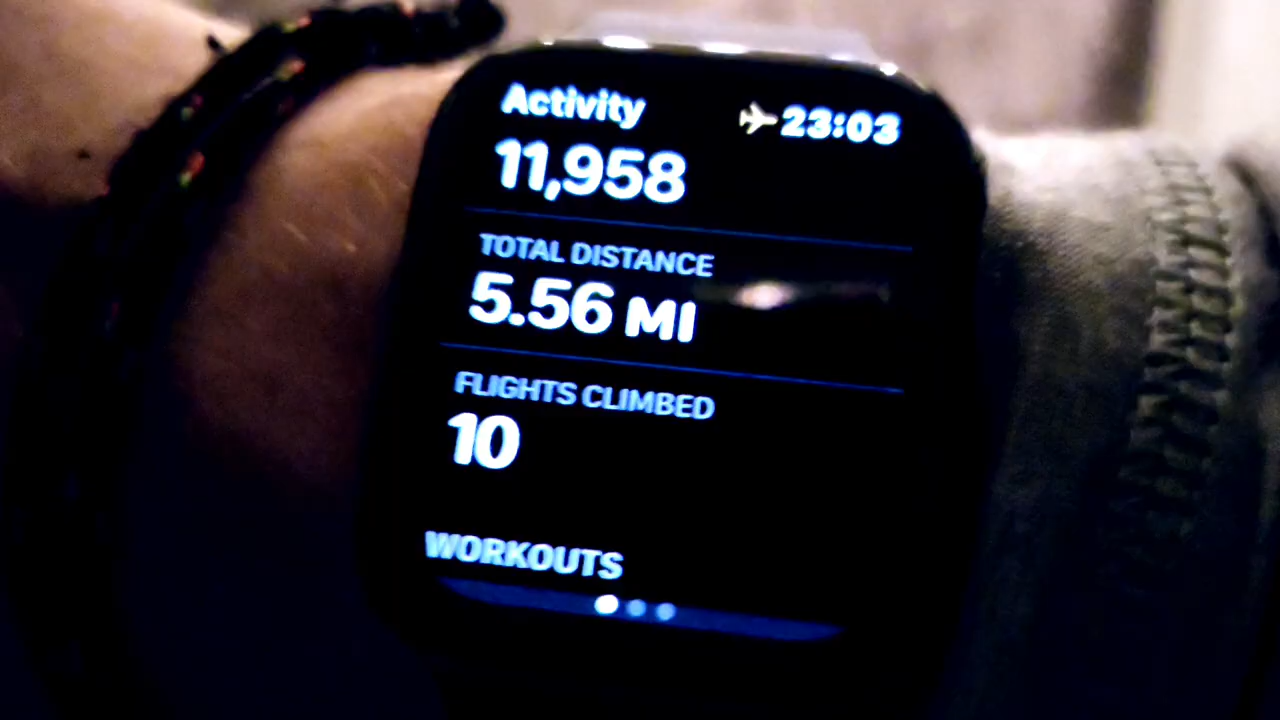 Activity 23:03
11,958
TOTAL DISTANCE
5.56 MI
FLIGHTS CLIMBED
10
WORKOUTS